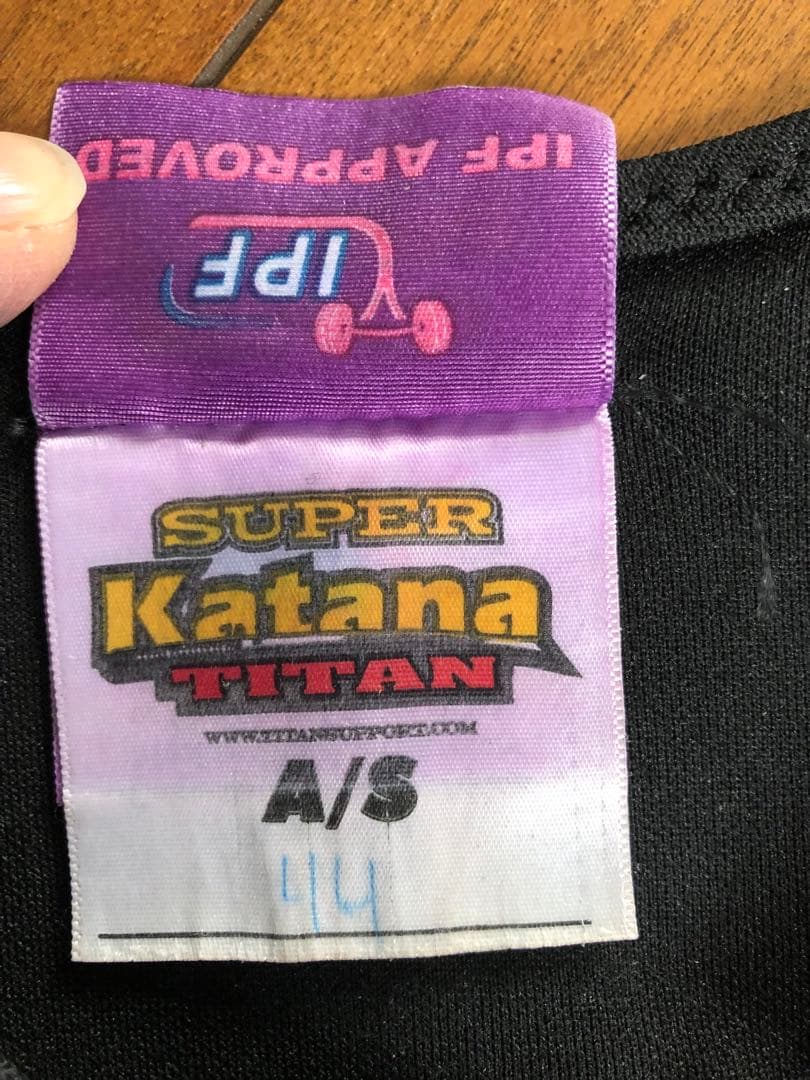 IPF APPROVED
IPF
SUPER
Katana
TITAN
WWW.TITANSUPPORT.COM
A/S
44